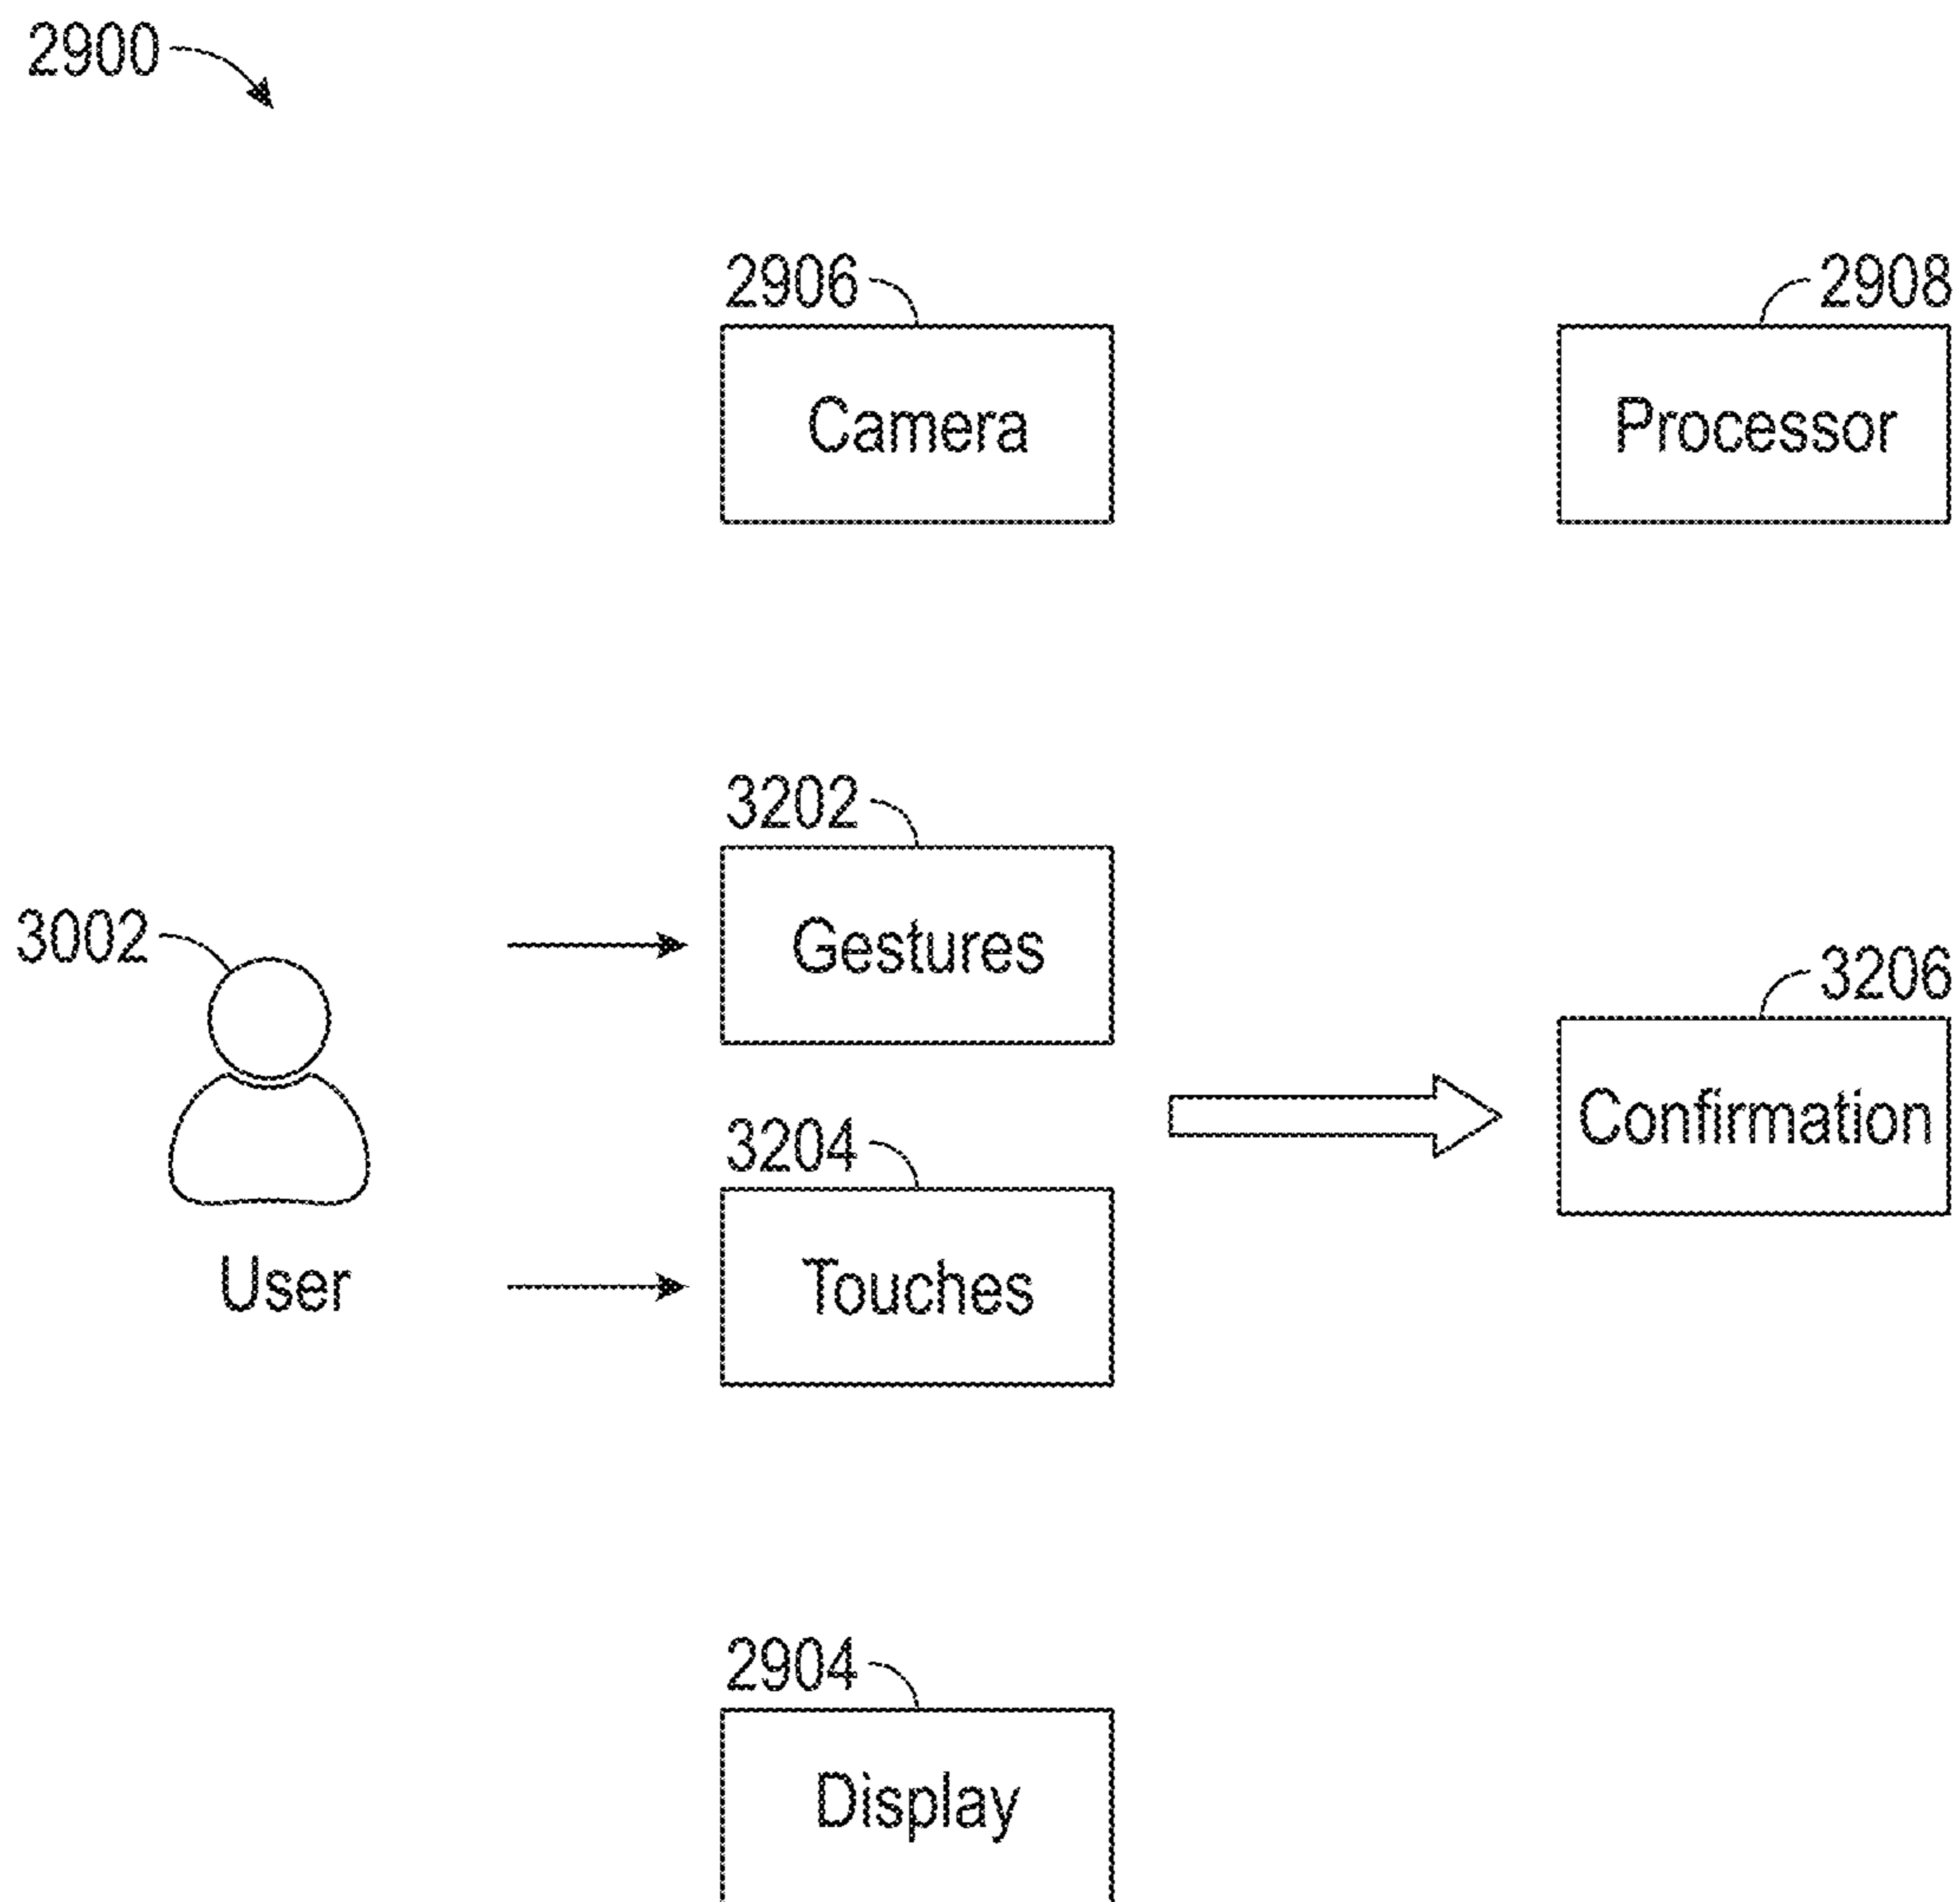 2900
2906
2908
Camera
Processor
3202
3002
Gestures
3206
Confirmation
3204
User
Touches
2904
Display